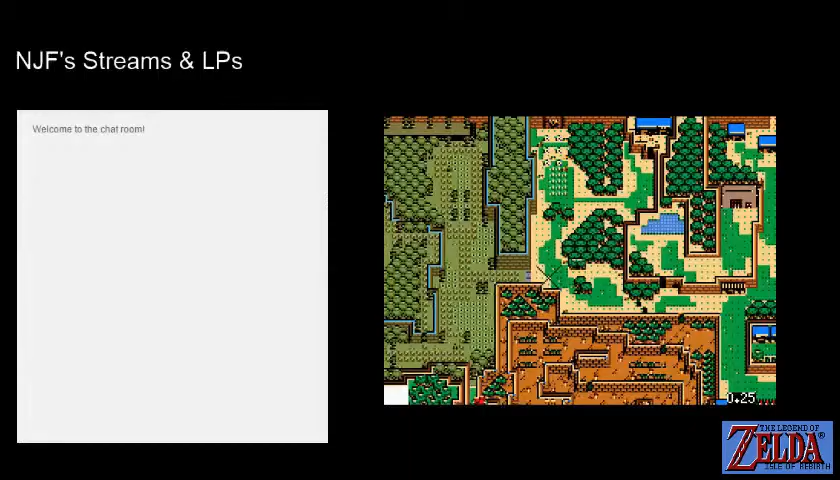 NJF's Streams & LPs
Welcome to the chat room!
0.25
THE LEGEND OF
ZELDA®
ISLE OF REBIRTH